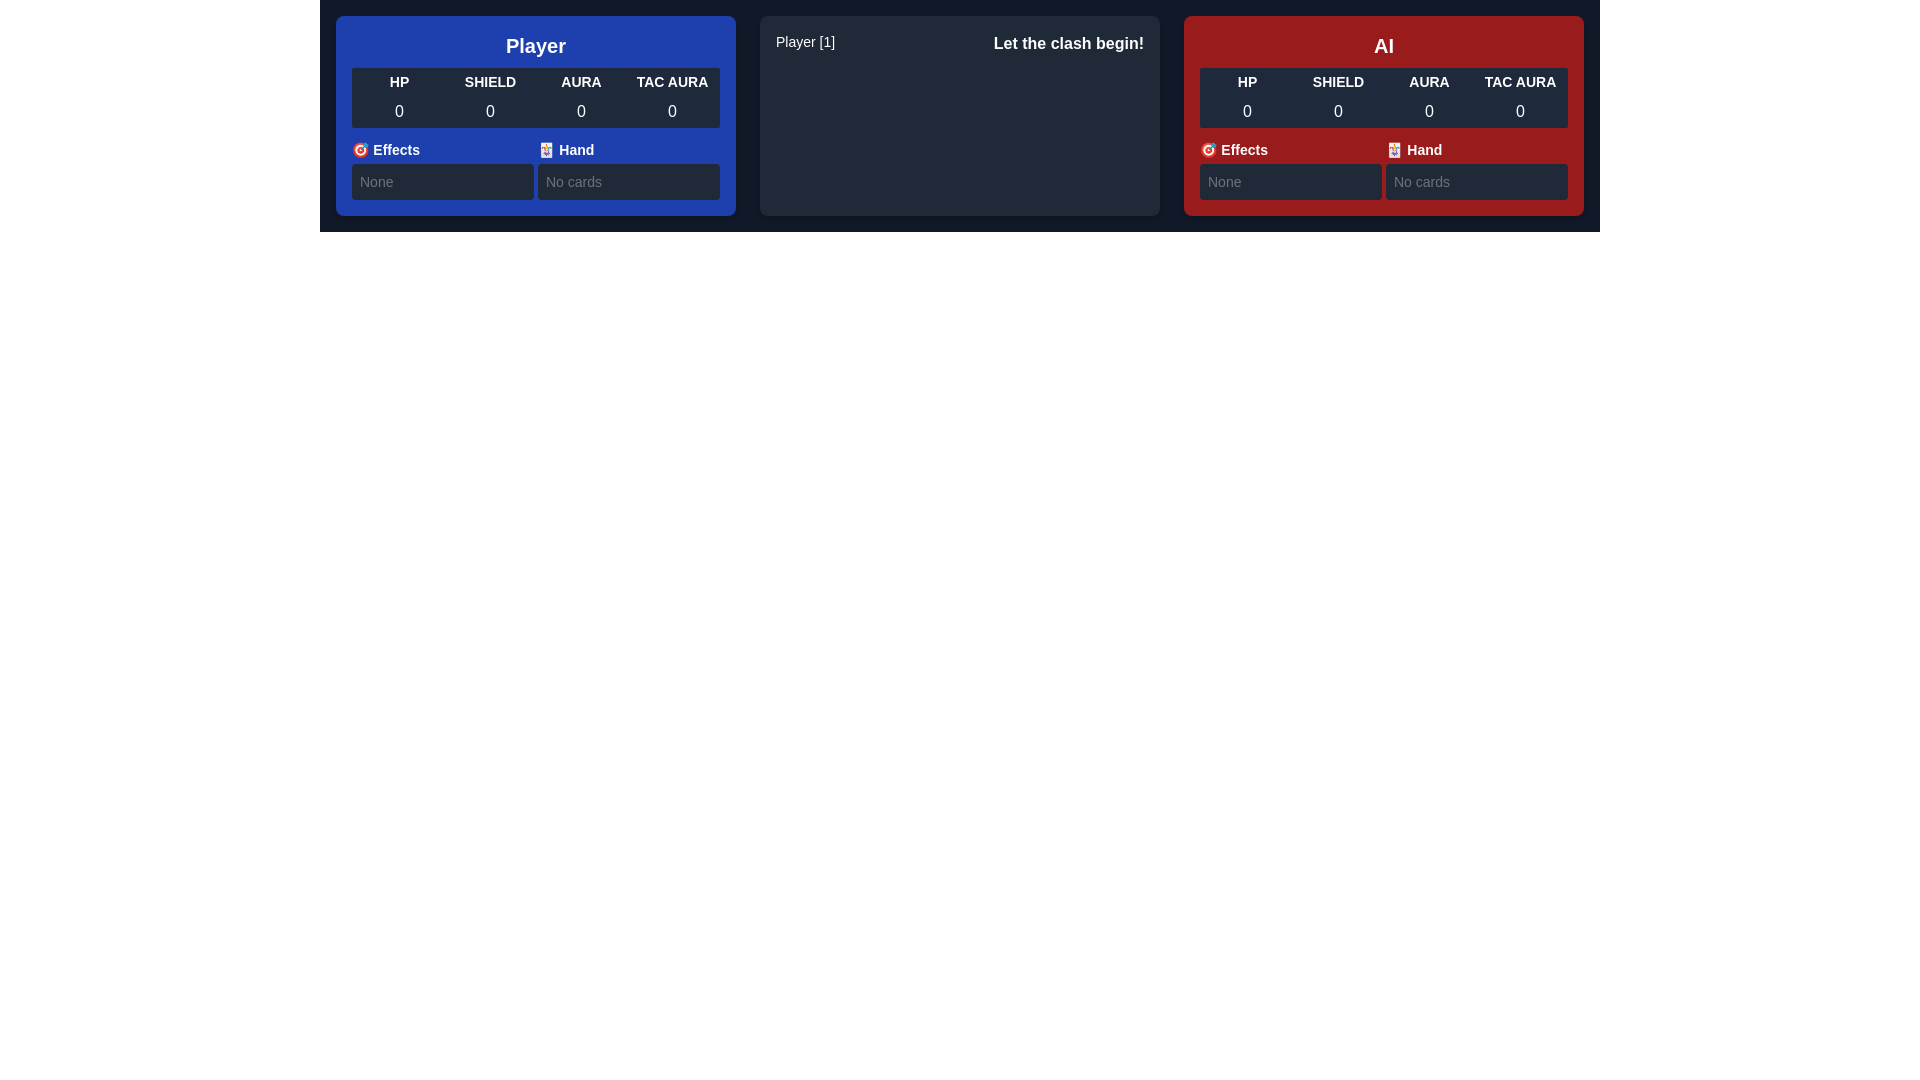 Player
HP SHIELD AURA TAC AURA
0 0 0 0
🎯 Effects 🃏 Hand
None No cards
Player [1] Let the clash begin!
AI
HP SHIELD AURA TAC AURA
0 0 0 0
🎯 Effects 🃏 Hand
None No cards